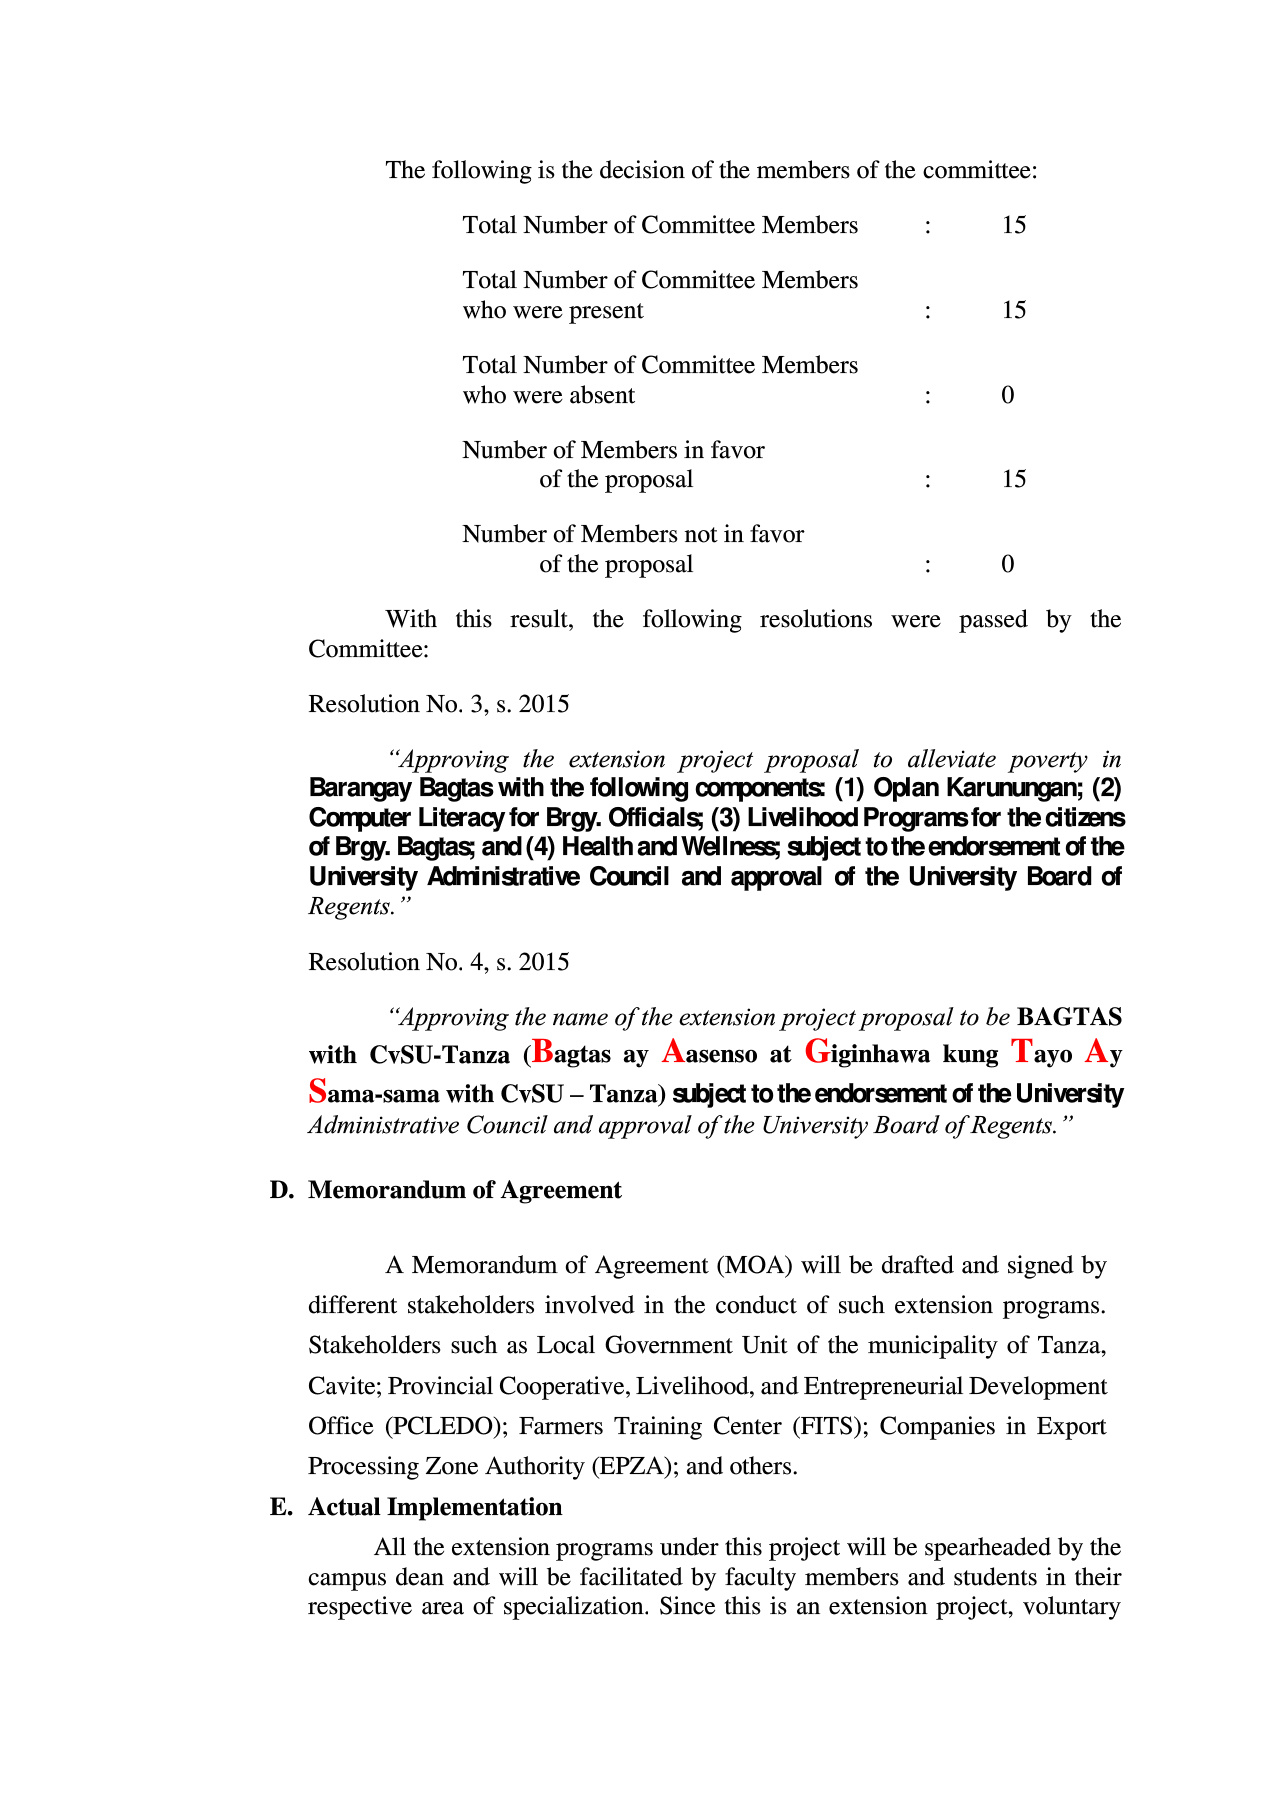 The following is the decision of the members of the committee:
Total Number of Committee Members : 15
Total Number of Committee Members
who were present : 15
Total Number of Committee Members
who were absent : 0
Number of Members in favor
of the proposal : 15
Number of Members not in favor
of the proposal : 0
With this result, the following resolutions were passed by the
Committee:
Resolution No. 3, s. 2015
“Approving the extension project proposal to alleviate poverty in
Barangay Bagtas with the following components: (1) Oplan Karunungan; (2)
Computer Literacy for Brgy. Officials; (3) Livelihood Programs for the citizens
of Brgy. Bagtas; and (4) Health and Wellness; subject to the endorsement of the
University Administrative Council and approval of the University Board of
Regents.”
Resolution No. 4, s. 2015
“Approving the name of the extension project proposal to be BAGTAS
with CvSU-Tanza (Bagtas ay Aasenso at Giginhawa kung Tayo Ay
Sama-sama with CvSU – Tanza) subject to the endorsement of the University
Administrative Council and approval of the University Board of Regents.”
D. Memorandum of Agreement
A Memorandum of Agreement (MOA) will be drafted and signed by
different stakeholders involved in the conduct of such extension programs.
Stakeholders such as Local Government Unit of the municipality of Tanza,
Cavite; Provincial Cooperative, Livelihood, and Entrepreneurial Development
Office (PCLEDO); Farmers Training Center (FITS); Companies in Export
Processing Zone Authority (EPZA); and others.
E. Actual Implementation
All the extension programs under this project will be spearheaded by the
campus dean and will be facilitated by faculty members and students in their
respective area of specialization. Since this is an extension project, voluntary